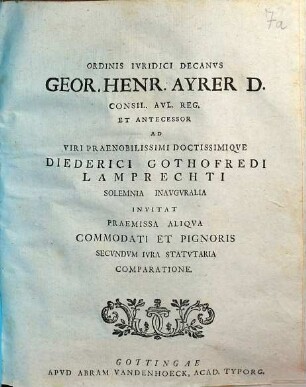 7a
ORDINIS IVRIDICI DECANVS
GEOR. HENR. AYRER D.
CONSIL. AVL. REG.
ET ANTECESSOR
AD
VIRI PRAENOBILISSIMI DOCTISSIMIQVE
DIEDERICI GOTHOFREDI
LAMPRECHTI
SOLEMNIA INAVGVRALIA
INVITAT
PRAEMISSA ALIQVA
COMMODATI ET PIGNORIS
SECVNDVM IVRA STATVTARIA
COMPARATIONE.
GOTTINGAE
APVD ABRAM VANDENHOECK, ACAD. TYPOGR.